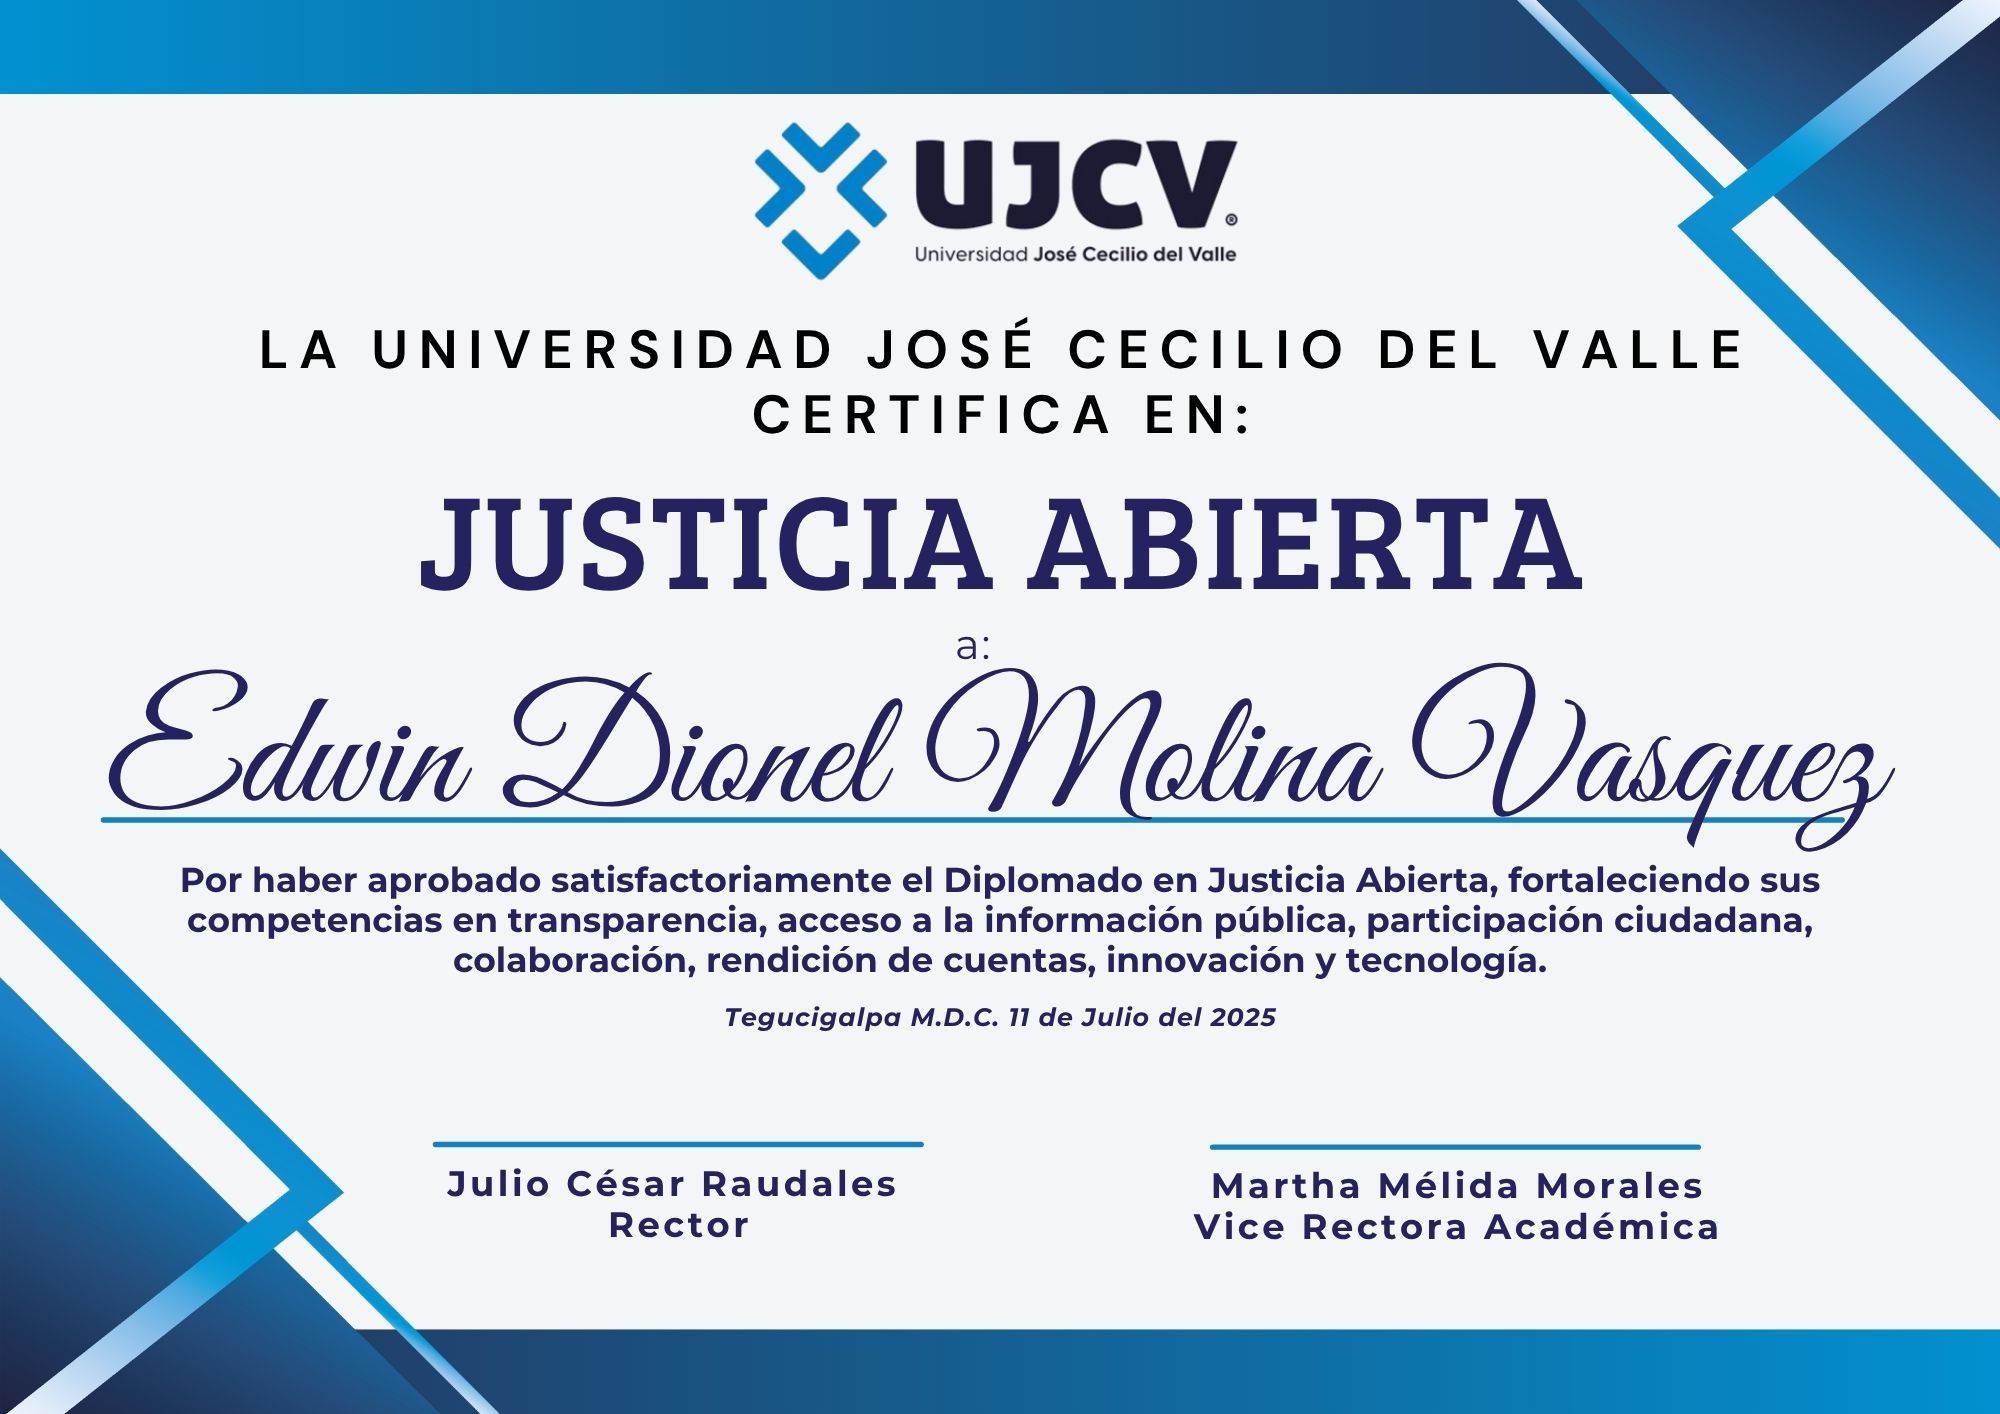 UJCV®
Universidad José Cecilio del Valle
LA UNIVERSIDAD JOSÉ CECILIO DEL VALLE
CERTIFICA EN:
JUSTICIA ABIERTA
a:
Edwin Dionel Molina Vasquez
Por haber aprobado satisfactoriamente el Diplomado en Justicia Abierta, fortaleciendo sus
competencias en transparencia, acceso a la información pública, participación ciudadana,
colaboración, rendición de cuentas, innovación y tecnología.
Tegucigalpa M.D.C. 11 de Julio del 2025
Julio César Raudales
Rector
Martha Mélida Morales
Vice Rectora Académica